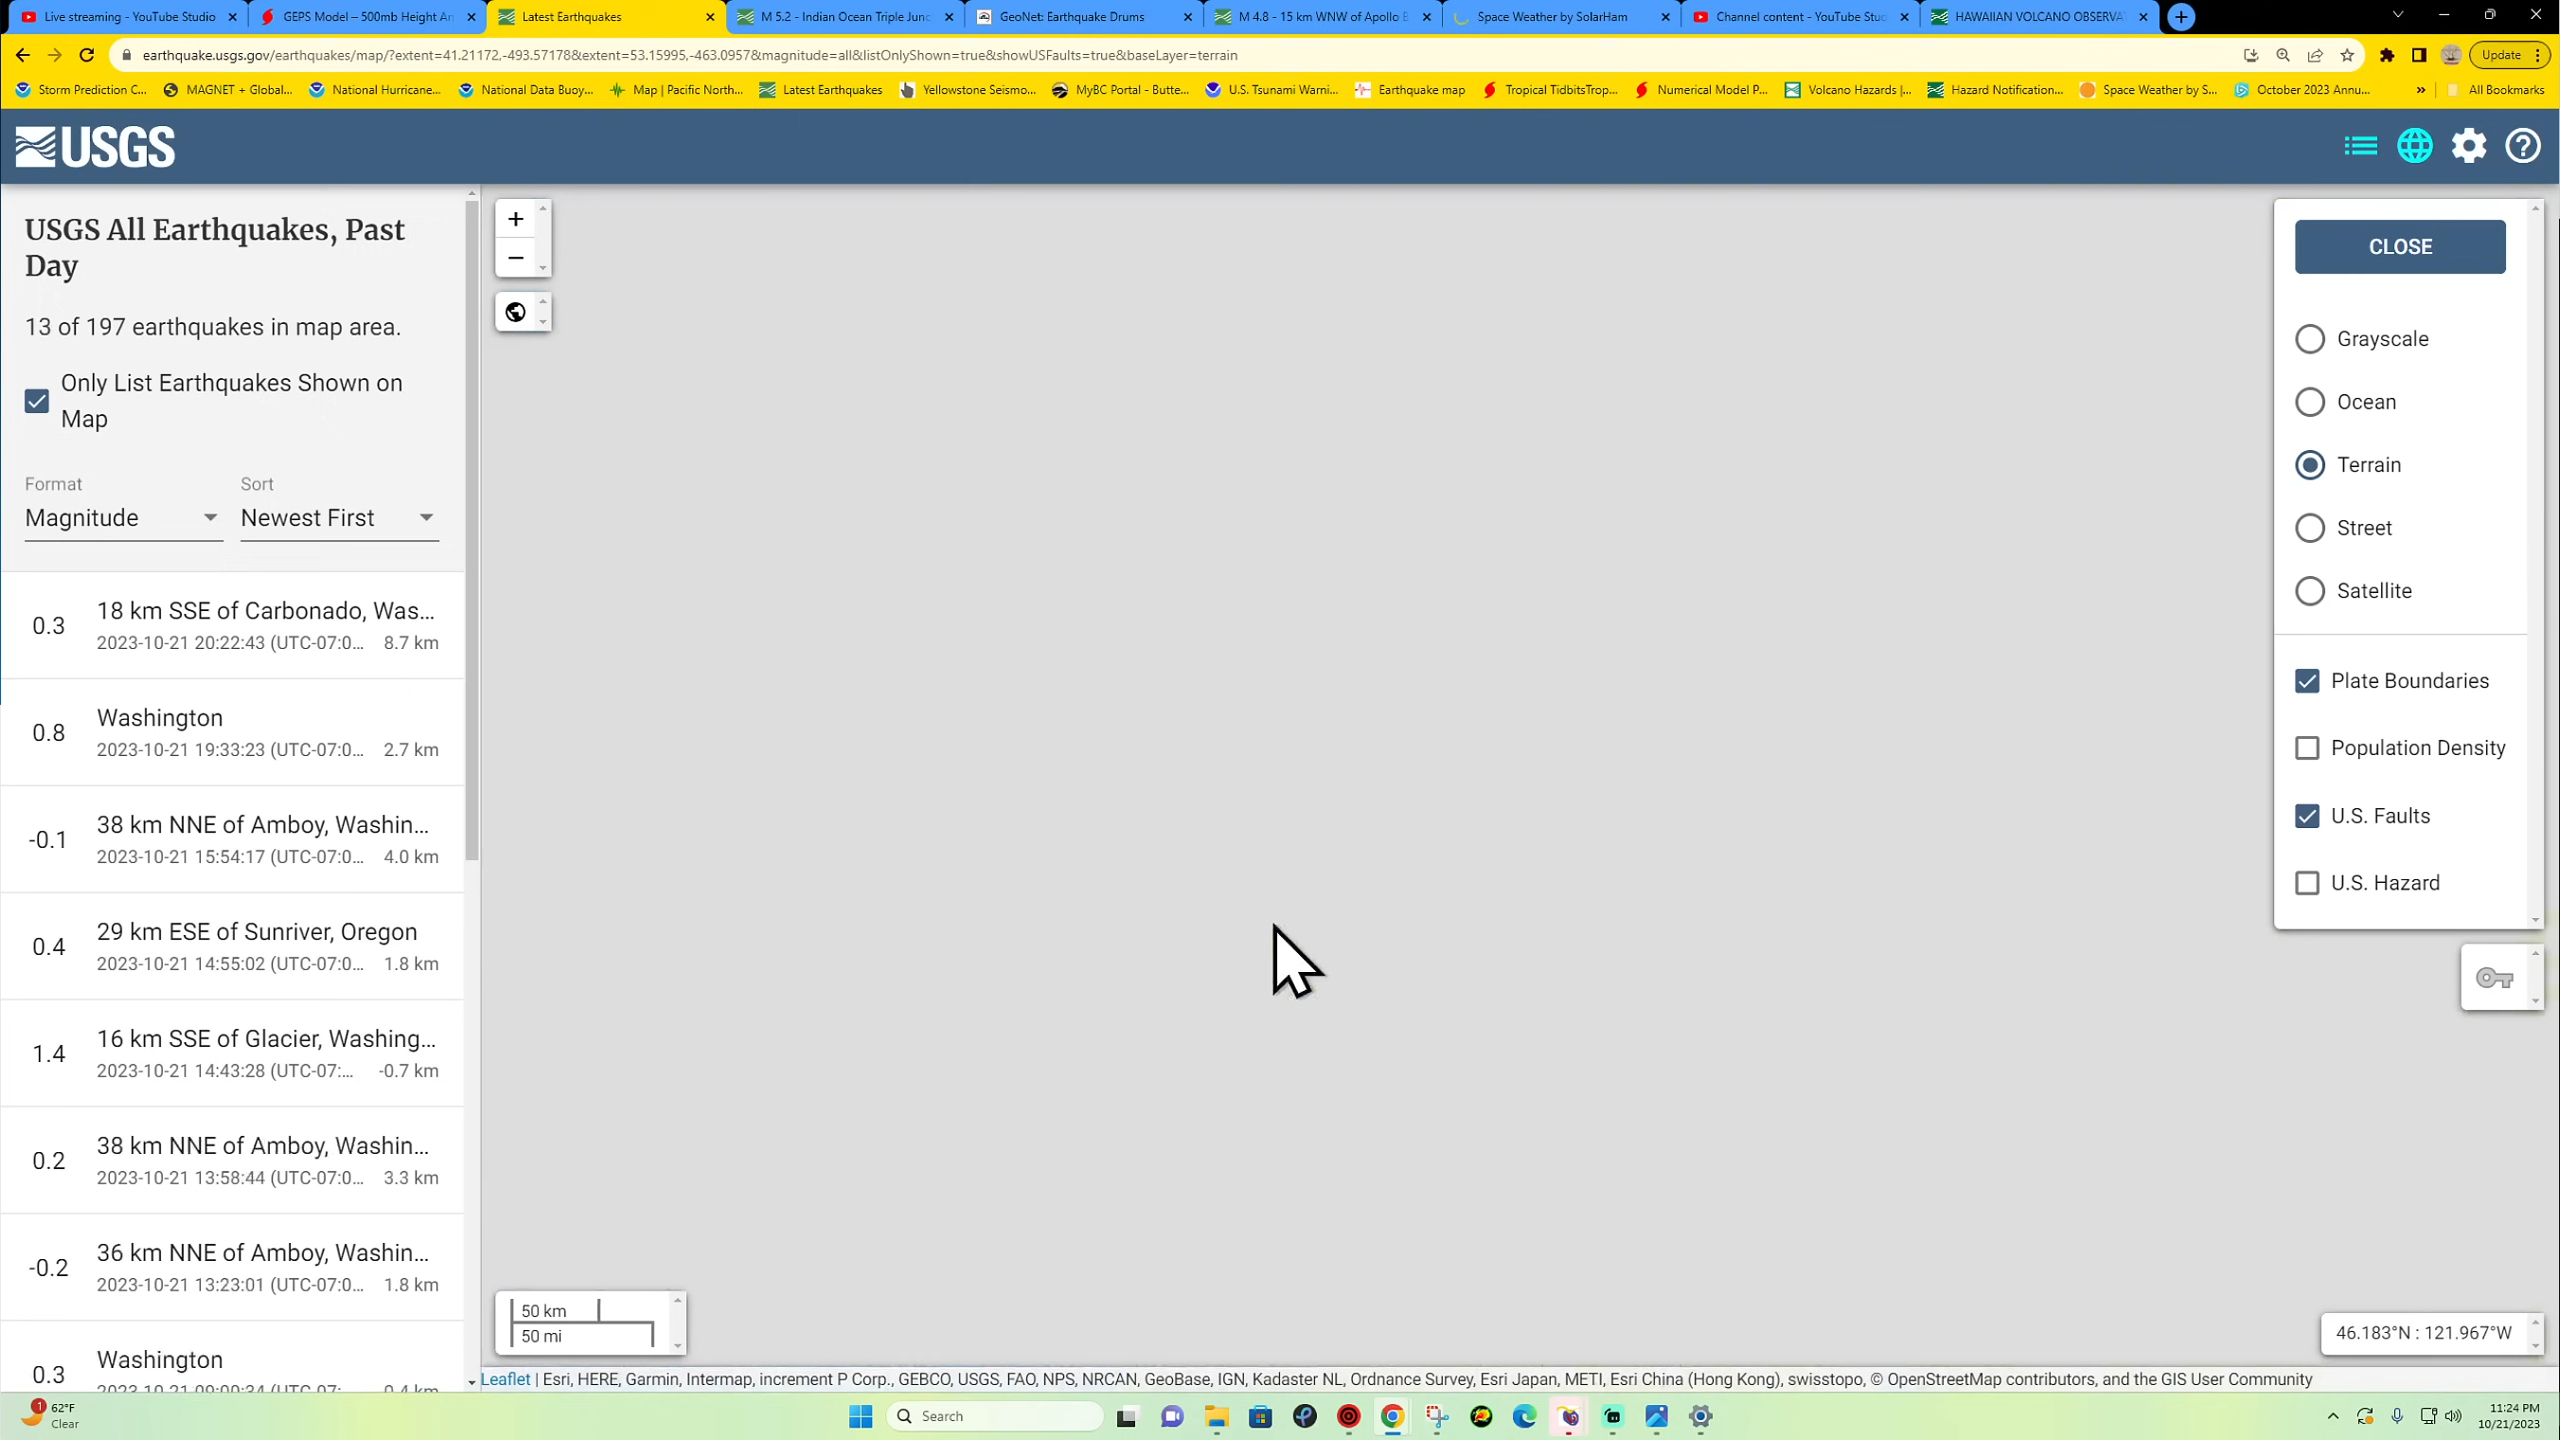 Live streaming - YouTube Studio
GEPS Model – 500mb Height An
Latest Earthquakes
M 5.2 - Indian Ocean Triple Junc
GeoNet: Earthquake Drums
M 4.8 - 15 km WNW of Apollo B
Space Weather by SolarHam
Channel content - YouTube Stud
HAWAIIAN VOLCANO OBSERVA
earthquake.usgs.gov/earthquakes/map/?extent=41.21172,-493.57178&extent=53.15995,-463.0957&magnitude=all&listOnlyShown=true&showUSFaults=true&baseLayer=terrain
Update
Storm Prediction C...
MAGNET + Global...
National Hurricane...
National Data Buoy...
Map | Pacific North...
Latest Earthquakes
Yellowstone Seismo...
MyBC Portal - Butte...
U.S. Tsunami Warni...
Earthquake map
Tropical TidbitsTrop...
Numerical Model P...
Volcano Hazards |...
Hazard Notification...
Space Weather by S...
October 2023 Annu...
»
All Bookmarks
USGS
USGS All Earthquakes, Past
Day
13 of 197 earthquakes in map area.
Only List Earthquakes Shown on
Map
Format
Sort
Magnitude
Newest First
0.3
18 km SSE of Carbonado, Was...
2023-10-21 20:22:43 (UTC-07:0... 8.7 km
0.8
Washington
2023-10-21 19:33:23 (UTC-07:0... 2.7 km
-0.1
38 km NNE of Amboy, Washin...
2023-10-21 15:54:17 (UTC-07:0... 4.0 km
0.4
29 km ESE of Sunriver, Oregon
2023-10-21 14:55:02 (UTC-07:0... 1.8 km
1.4
16 km SSE of Glacier, Washing...
2023-10-21 14:43:28 (UTC-07:... -0.7 km
0.2
38 km NNE of Amboy, Washin...
2023-10-21 13:58:44 (UTC-07:0... 3.3 km
-0.2
36 km NNE of Amboy, Washin...
2023-10-21 13:23:01 (UTC-07:0... 1.8 km
0.3
Washington
+
−
CLOSE
Grayscale
Ocean
Terrain
Street
Satellite
Plate Boundaries
Population Density
U.S. Faults
U.S. Hazard
50 km
50 mi
46.183°N : 121.967°W
Leaflet | Esri, HERE, Garmin, Intermap, increment P Corp., GEBCO, USGS, FAO, NPS, NRCAN, GeoBase, IGN, Kadaster NL, Ordnance Survey, Esri Japan, METI, Esri China (Hong Kong), swisstopo, © OpenStreetMap contributors, and the GIS User Community
1
62°F
Clear
Search
11:24 PM
10/21/2023